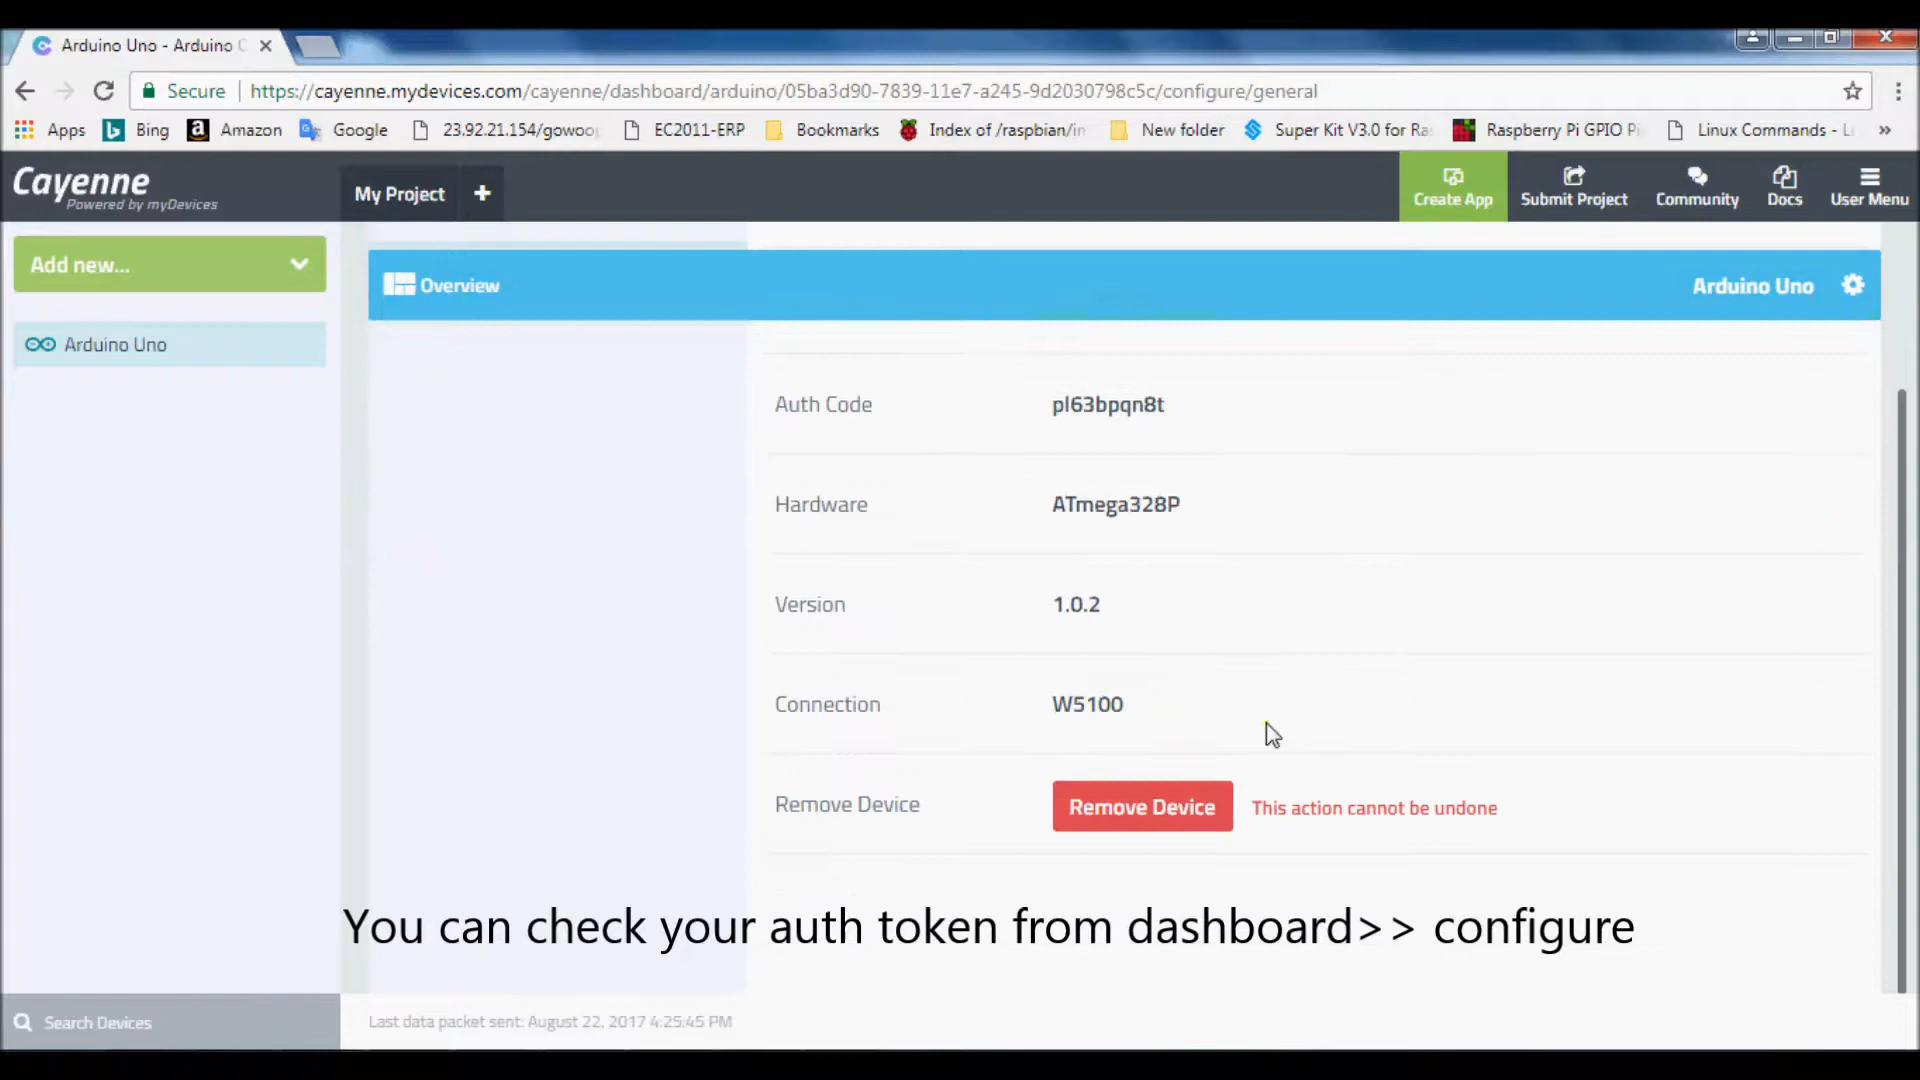 Arduino Uno - Arduino C
Secure | https://cayenne.mydevices.com/cayenne/dashboard/arduino/05ba3d90-7839-11e7-a245-9d2030798c5c/configure/general
Apps Bing Amazon Google 23.92.21.154/gowoo EC2011-ERP Bookmarks Index of /raspbian/in New folder Super Kit V3.0 for Ra Raspberry Pi GPIO Pi Linux Commands - L »
Cayenne
Powered by myDevices
My Project +
Create App Submit Project Community Docs User Menu
Add new...
Overview
Arduino Uno
Arduino Uno
Auth Code pl63bpqn8t
Hardware ATmega328P
Version 1.0.2
Connection W5100
Remove Device Remove Device This action cannot be undone
You can check your auth token from dashboard>> configure
Search Devices
Last data packet sent: August 22, 2017 4:25:45 PM